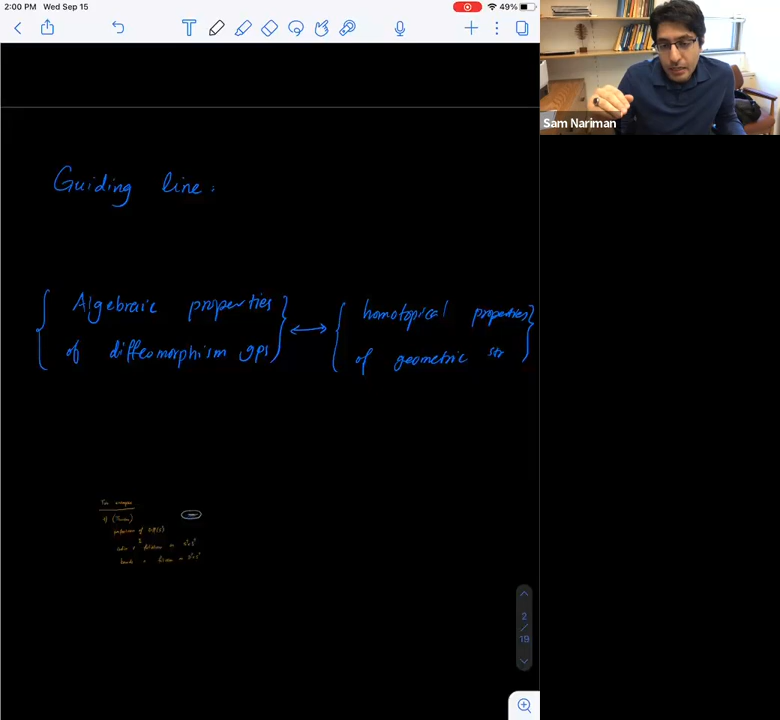 2:00 PM Wed Sep 15
49%
Sam Nariman
Guiding line:
{ Algebraic properties of diffeomorphism gps } ↔ { homotopical properties of geometric str }
2
/
19